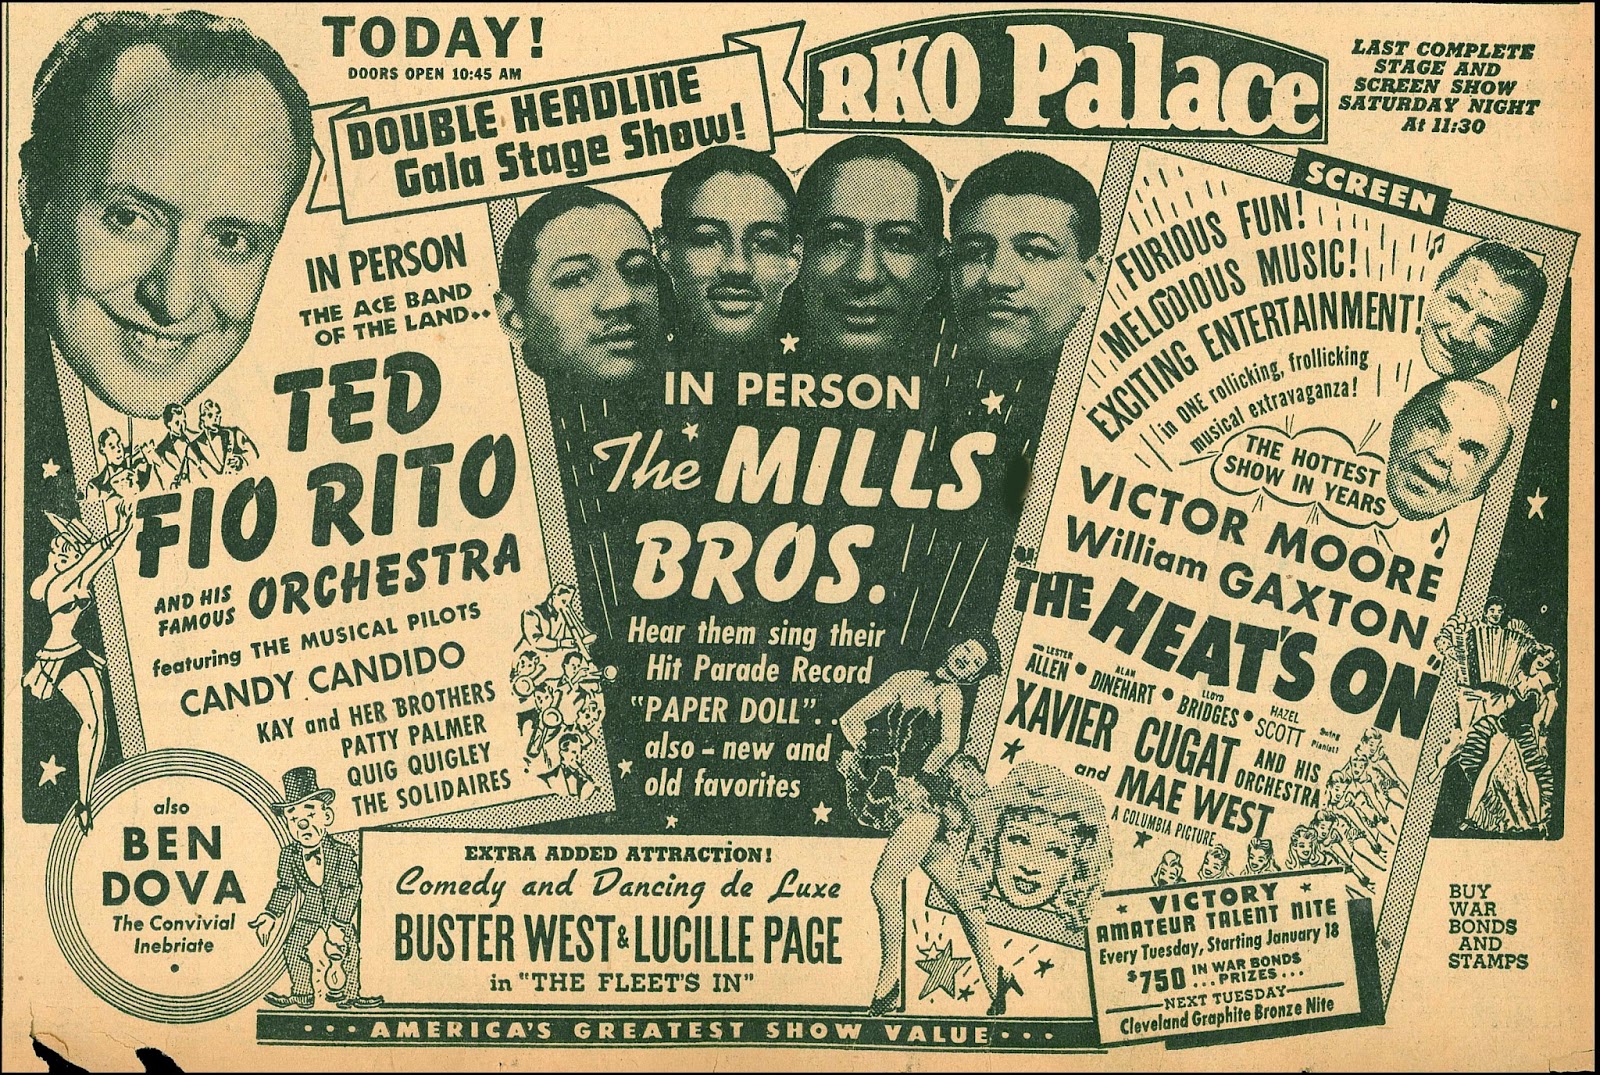 TODAY!
DOORS OPEN 10:45 AM
DOUBLE HEADLINE
Gala Stage Show!
RKO Palace
LAST COMPLETE
STAGE AND
SCREEN SHOW
SATURDAY NIGHT
At 11:30
IN PERSON
THE ACE BAND
OF THE LAND..
TED
FIO RITO
AND HIS
FAMOUS
ORCHESTRA
featuring THE MUSICAL PILOTS
CANDY CANDIDO
KAY and HER BROTHERS
PATTY PALMER
QUIG QUIGLEY
THE SOLIDAIRES
also
BEN
DOVA
The Convivial
Inebriate
IN PERSON
The MILLS
BROS.
Hear them sing their
Hit Parade Record
"PAPER DOLL"..
also - new and
old favorites
EXTRA ADDED ATTRACTION!
Comedy and Dancing de Luxe
BUSTER WEST & LUCILLE PAGE
in "THE FLEET'S IN"
SCREEN
FURIOUS FUN!
MELODIOUS MUSIC!
EXCITING ENTERTAINMENT!
in ONE rollicking, frollicking
musical extravaganza!
THE HOTTEST
SHOW IN YEARS
VICTOR MOORE
William GAXTON
"THE HEAT'S ON"
with LESTER
ALLEN • ALAN
DINEHART • LLOYD
BRIDGES • HAZEL
SCOTT Swing
Pianist!
XAVIER CUGAT AND HIS
ORCHESTRA
and MAE WEST
A COLUMBIA PICTURE
VICTORY
AMATEUR TALENT NITE
Every Tuesday, Starting January 18
$750 IN WAR BONDS
...PRIZES...
NEXT TUESDAY
Cleveland Graphite Bronze Nite
BUY
WAR
BONDS
AND
STAMPS
...AMERICA'S GREATEST SHOW VALUE...